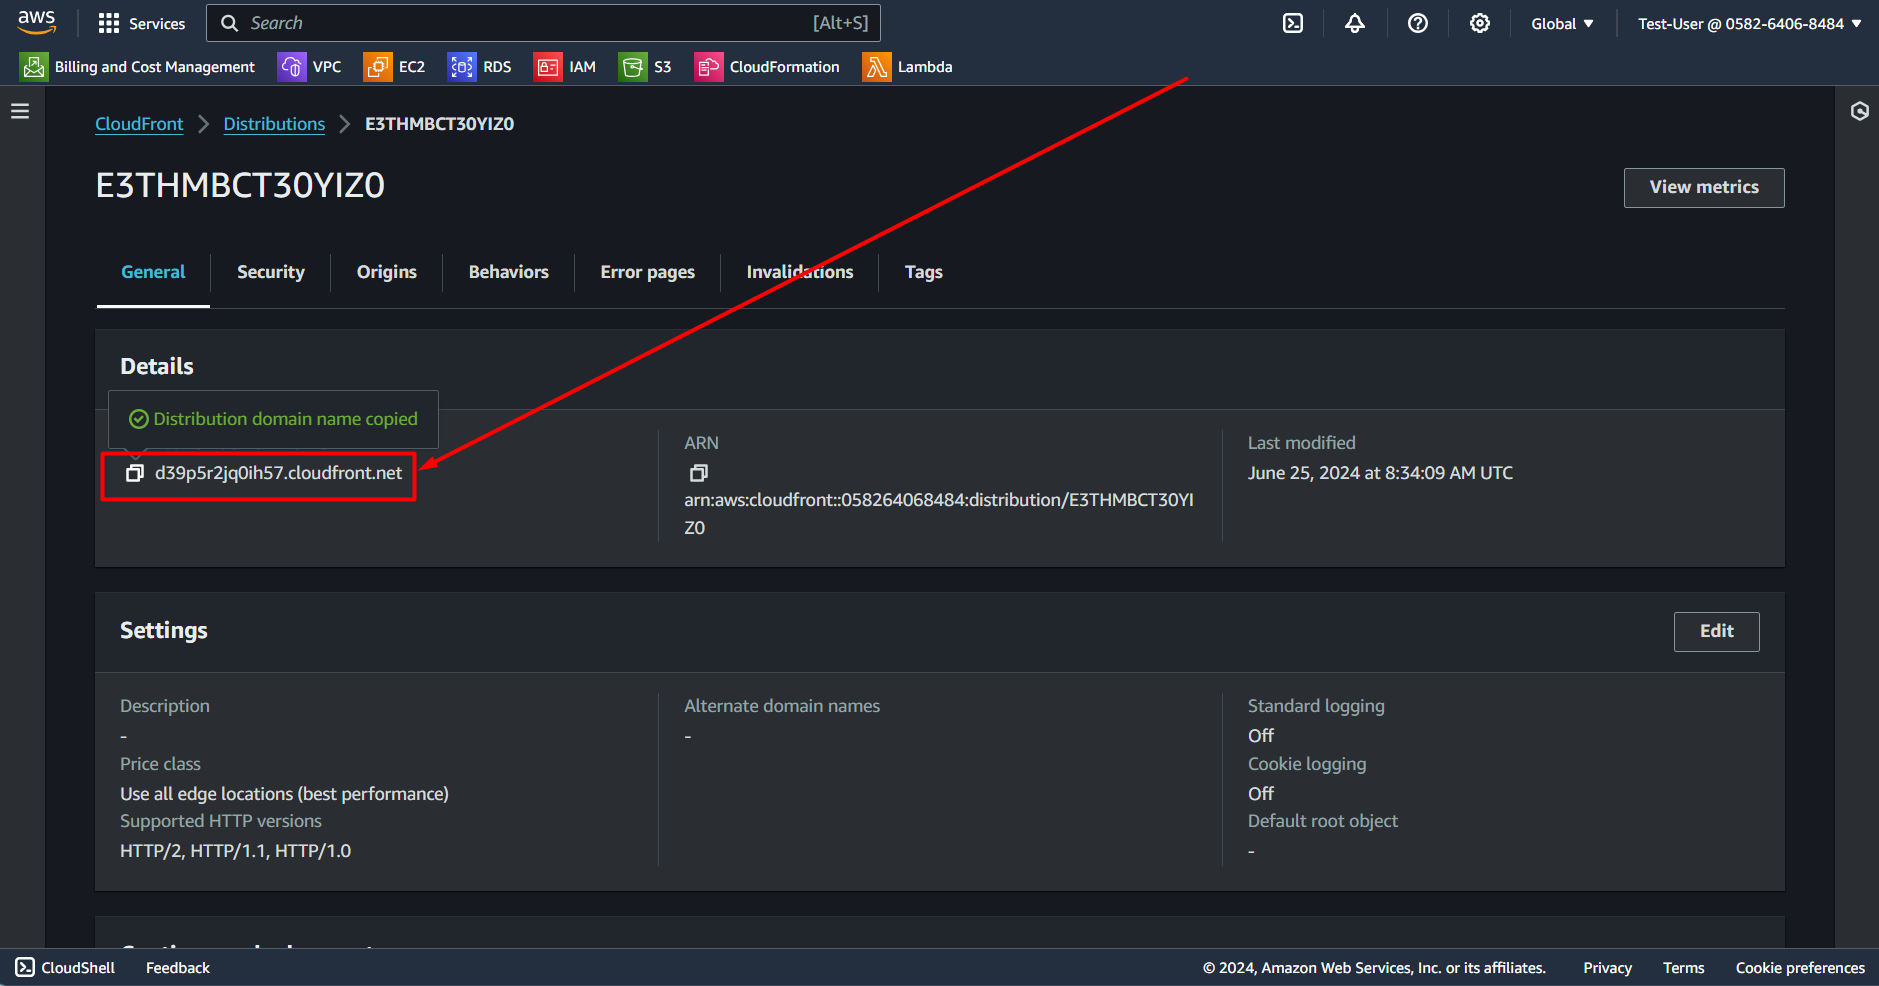 aws Services Search [Alt+S] Global Test-User @ 0582-6406-8484
Billing and Cost Management VPC EC2 RDS IAM S3 CloudFormation Lambda
CloudFront Distributions E3THMBCT30YIZ0
E3THMBCT30YIZ0
View metrics
General Security Origins Behaviors Error pages Invalidations Tags
Details
Distribution domain name copied
d39p5r2jq0ih57.cloudfront.net
ARN
arn:aws:cloudfront::058264068484:distribution/E3THMBCT30YI
Z0
Last modified
June 25, 2024 at 8:34:09 AM UTC
Settings
Edit
Description
-
Price class
Use all edge locations (best performance)
Supported HTTP versions
HTTP/2, HTTP/1.1, HTTP/1.0
Alternate domain names
-
Standard logging
Off
Cookie logging
Off
Default root object
-
CloudShell Feedback © 2024, Amazon Web Services, Inc. or its affiliates. Privacy Terms Cookie preferences